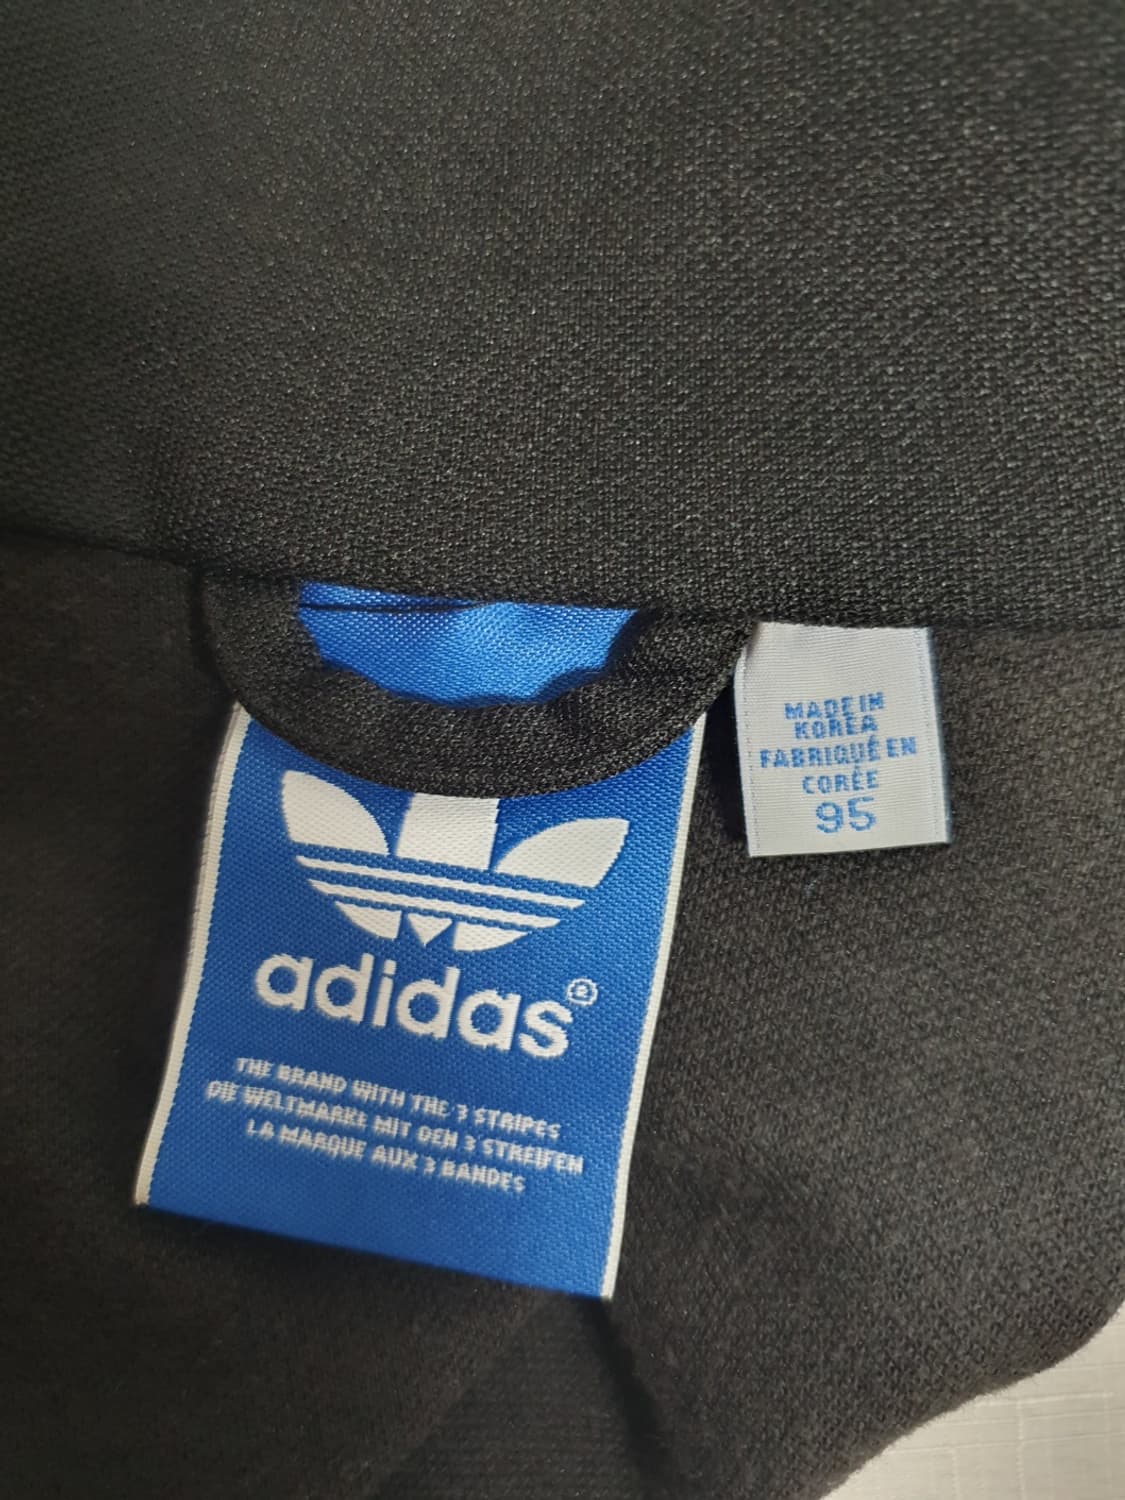 MADE IN
KOREA
FABRIQUÉ EN
CORÉE
95
adidas®
THE BRAND WITH THE 3 STRIPES
DIE WELTMARKE MIT DEN 3 STREIFEN
LA MARQUE AUX 3 BANDES